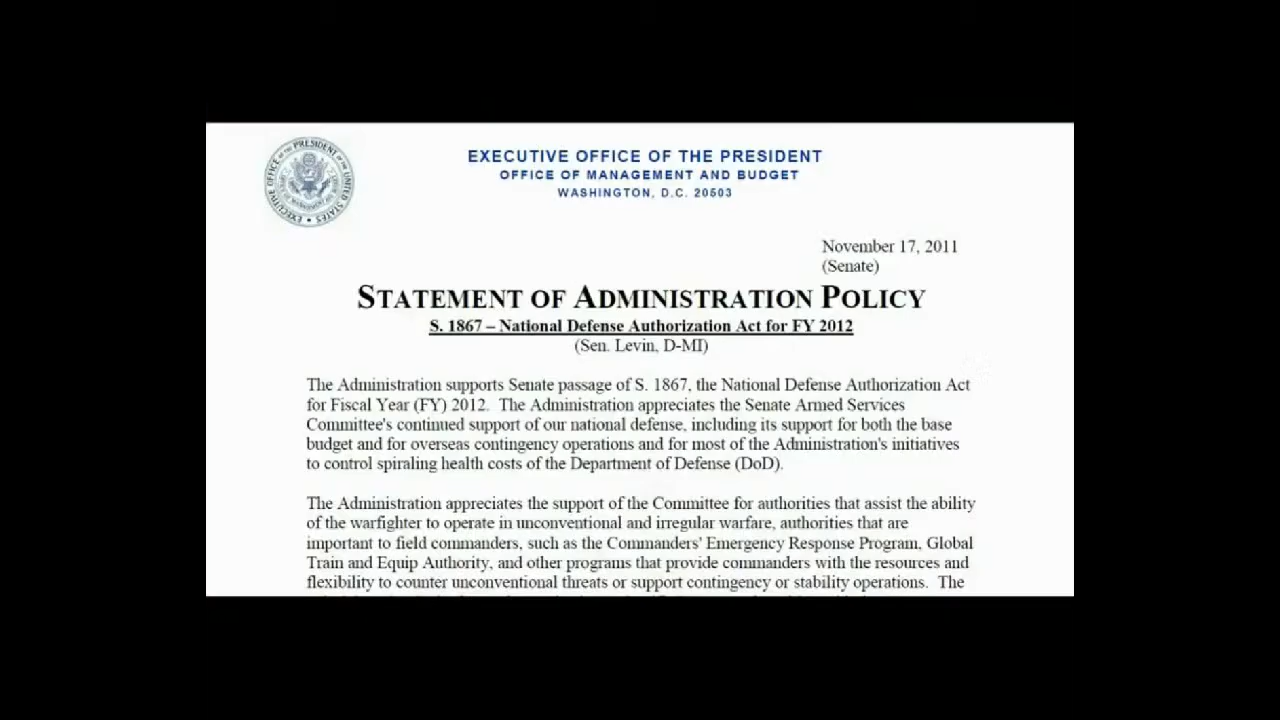 EXECUTIVE OFFICE OF THE PRESIDENT
OFFICE OF MANAGEMENT AND BUDGET
WASHINGTON, D.C. 20503
November 17, 2011
(Senate)
STATEMENT OF ADMINISTRATION POLICY
S. 1867 – National Defense Authorization Act for FY 2012
(Sen. Levin, D-MI)
The Administration supports Senate passage of S. 1867, the National Defense Authorization Act
for Fiscal Year (FY) 2012.  The Administration appreciates the Senate Armed Services
Committee's continued support of our national defense, including its support for both the base
budget and for overseas contingency operations and for most of the Administration's initiatives
to control spiraling health costs of the Department of Defense (DoD).
The Administration appreciates the support of the Committee for authorities that assist the ability
of the warfighter to operate in unconventional and irregular warfare, authorities that are
important to field commanders, such as the Commanders' Emergency Response Program, Global
Train and Equip Authority, and other programs that provide commanders with the resources and
flexibility to counter unconventional threats or support contingency or stability operations.  The